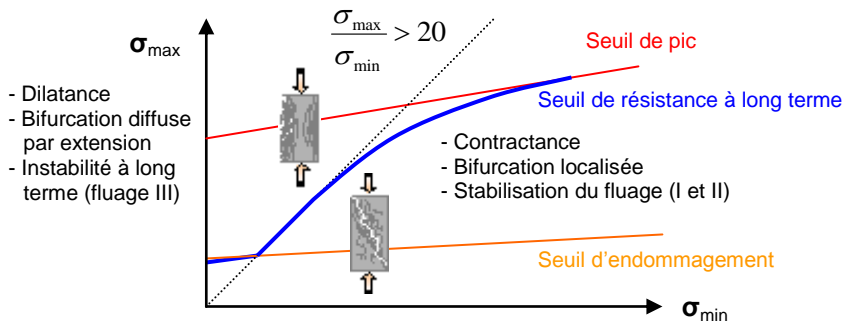 σmax
σmax / σmin > 20
Seuil de pic
Seuil de résistance à long terme
- Dilatance
- Bifurcation diffuse
par extension
- Instabilité à long
terme (fluage III)
- Contractance
- Bifurcation localisée
- Stabilisation du fluage (I et II)
Seuil d'endommagement
σmin